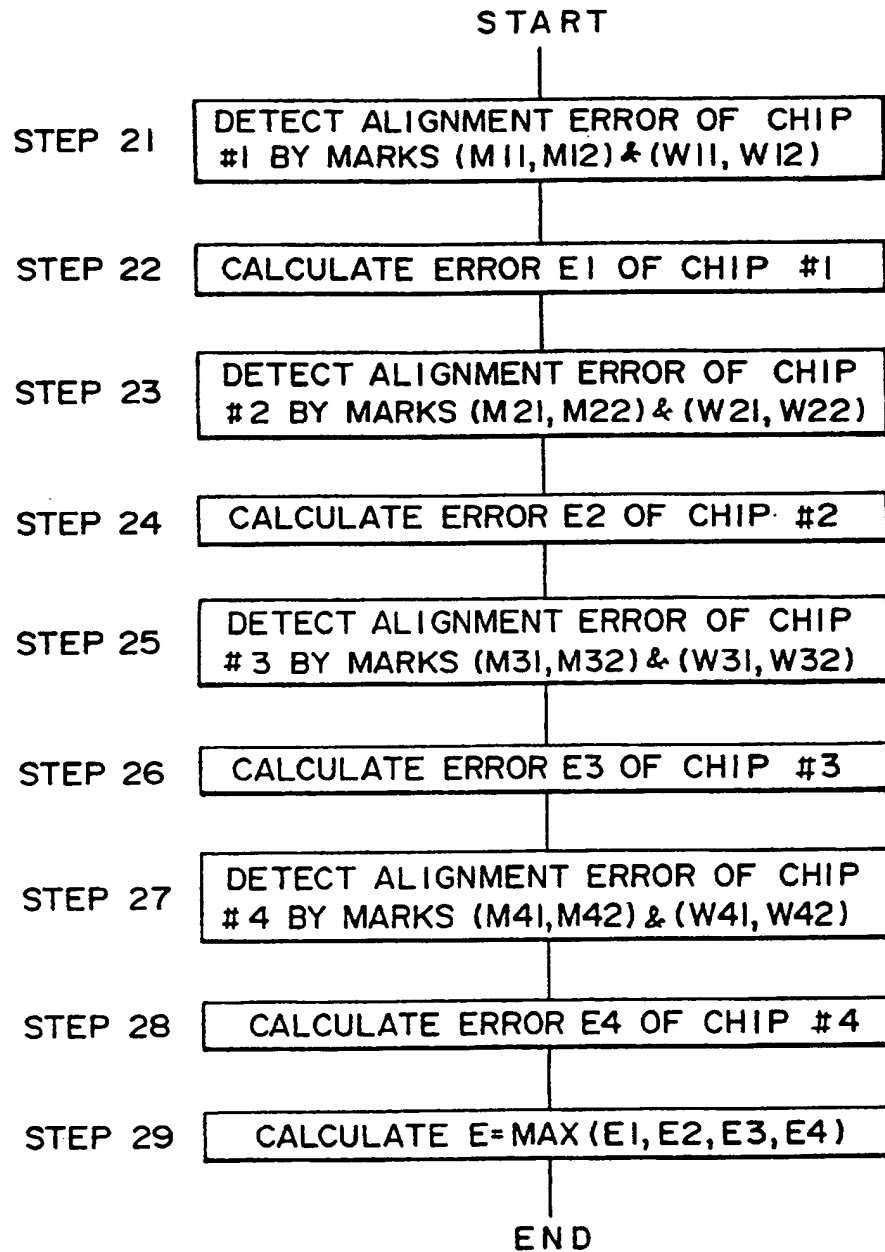 START
STEP 21
DETECT ALIGNMENT ERROR OF CHIP
#1 BY MARKS (M11, M12) & (W11, W12)
STEP 22
CALCULATE ERROR E1 OF CHIP #1
STEP 23
DETECT ALIGNMENT ERROR OF CHIP
#2 BY MARKS (M21, M22) & (W21, W22)
STEP 24
CALCULATE ERROR E2 OF CHIP #2
STEP 25
DETECT ALIGNMENT ERROR OF CHIP
#3 BY MARKS (M31, M32) & (W31, W32)
STEP 26
CALCULATE ERROR E3 OF CHIP #3
STEP 27
DETECT ALIGNMENT ERROR OF CHIP
#4 BY MARKS (M41, M42) & (W41, W42)
STEP 28
CALCULATE ERROR E4 OF CHIP #4
STEP 29
CALCULATE E=MAX (E1, E2, E3, E4)
END